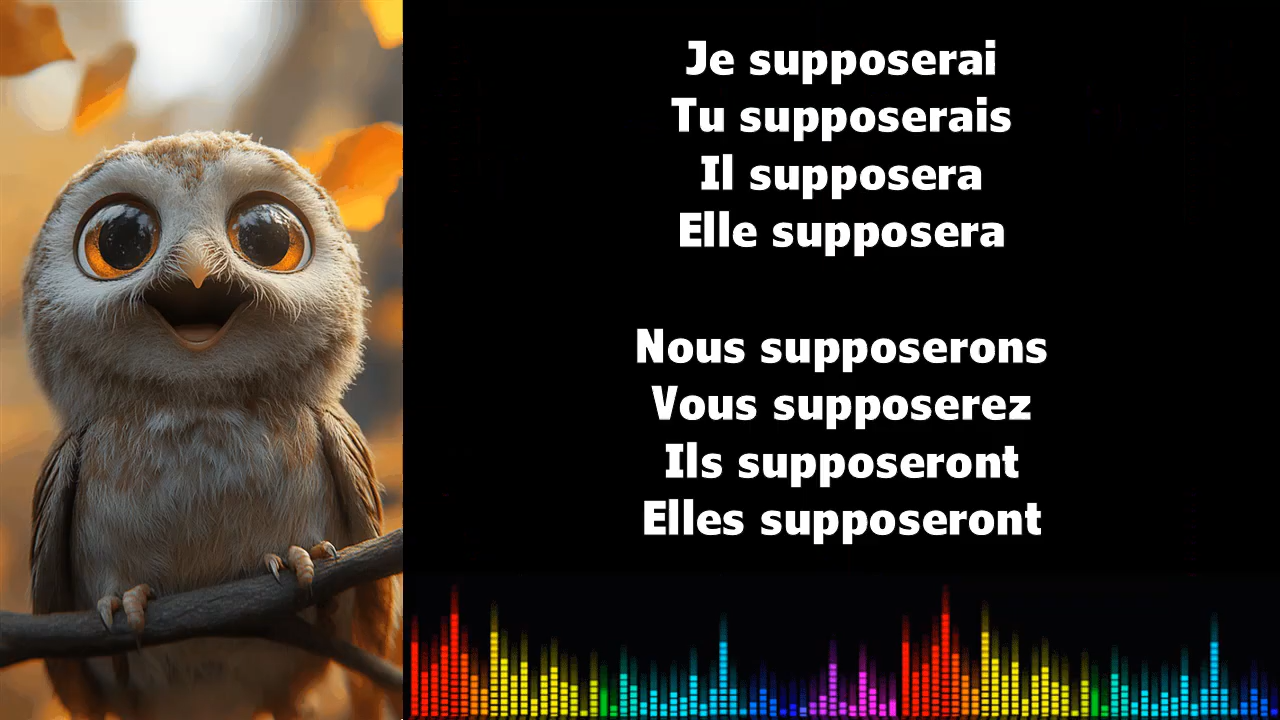 Je supposerai
Tu supposerais
Il supposera
Elle supposera
Nous supposerons
Vous supposerez
Ils supposeront
Elles supposeront